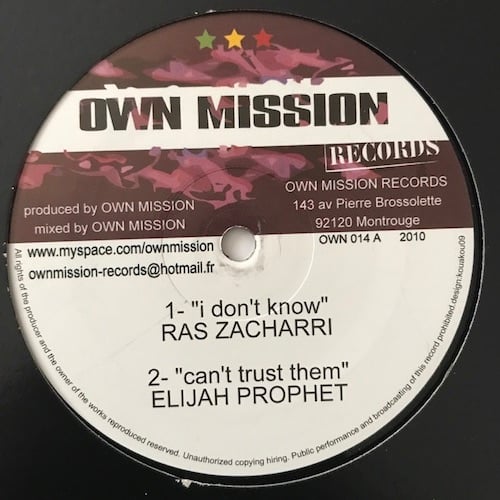 OWN MISSION
RECORDS
produced by OWN MISSION
mixed by OWN MISSION
OWN MISSION RECORDS
143 av Pierre Brossolette
92120 Montrouge
OWN 014 A 2010
www.myspace.com/ownmission
ownmission-records@hotmail.fr
1- "i don't know"
RAS ZACHARRI
2- "can't trust them"
ELIJAH PROPHET
All rights of the producer and the owner of the works reproduced reserved. Unauthorized copying hiring. Public performance and broadcasting of this record prohibited.design:kouakou09